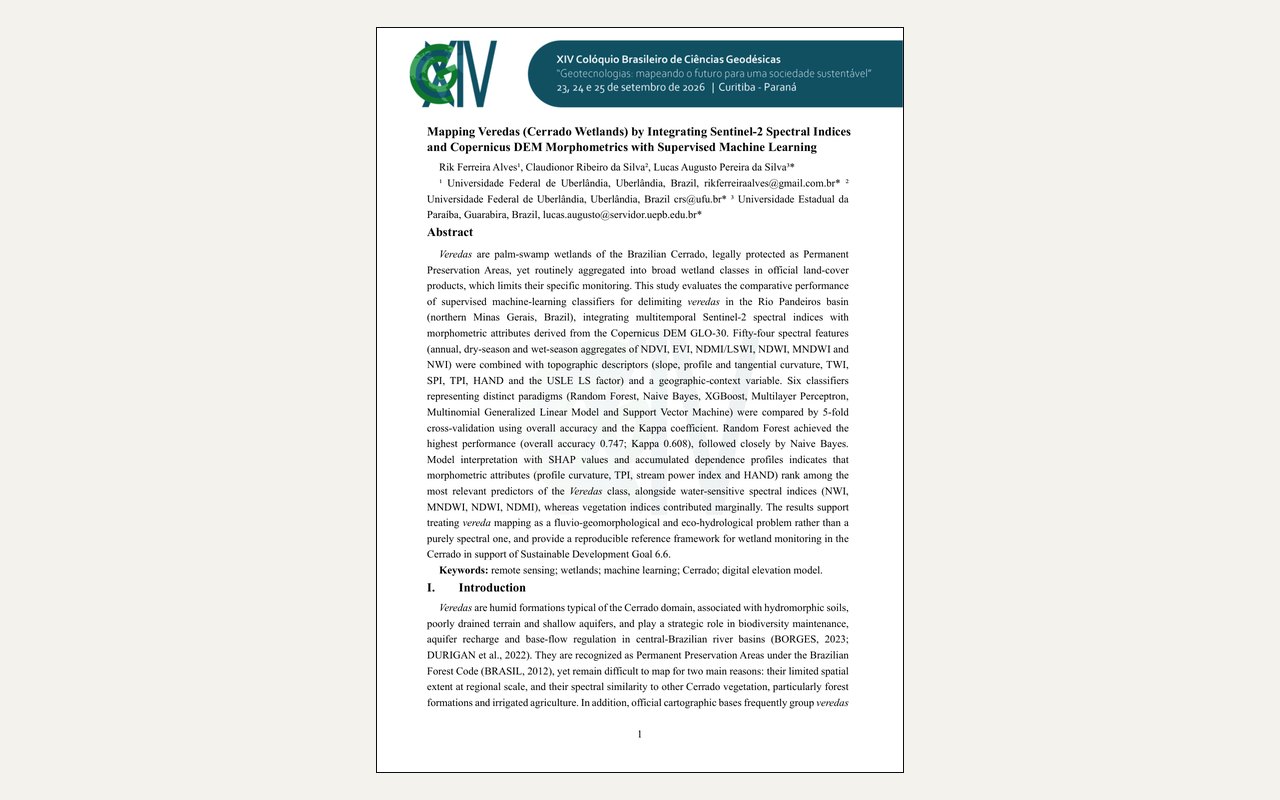 XIV
XIV Colóquio Brasileiro de Ciências Geodésicas
"Geotecnologias: mapeando o futuro para uma sociedade sustentável"
23, 24 e 25 de setembro de 2026 | Curitiba - Paraná
Mapping Veredas (Cerrado Wetlands) by Integrating Sentinel-2 Spectral Indices
and Copernicus DEM Morphometrics with Supervised Machine Learning
Rik Ferreira Alves¹, Claudionor Ribeiro da Silva², Lucas Augusto Pereira da Silva³*
¹ Universidade Federal de Uberlândia, Uberlândia, Brazil, rikferreiraalves@gmail.com.br* ²
Universidade Federal de Uberlândia, Uberlândia, Brazil crs@ufu.br* ³ Universidade Estadual da
Paraíba, Guarabira, Brazil, lucas.augusto@servidor.uepb.edu.br*
Abstract
Veredas are palm-swamp wetlands of the Brazilian Cerrado, legally protected as Permanent
Preservation Areas, yet routinely aggregated into broad wetland classes in official land-cover
products, which limits their specific monitoring. This study evaluates the comparative performance
of supervised machine-learning classifiers for delimiting veredas in the Rio Pandeiros basin
(northern Minas Gerais, Brazil), integrating multitemporal Sentinel-2 spectral indices with
morphometric attributes derived from the Copernicus DEM GLO-30. Fifty-four spectral features
(annual, dry-season and wet-season aggregates of NDVI, EVI, NDMI/LSWI, NDWI, MNDWI and
NWI) were combined with topographic descriptors (slope, profile and tangential curvature, TWI,
SPI, TPI, HAND and the USLE LS factor) and a geographic-context variable. Six classifiers
representing distinct paradigms (Random Forest, Naive Bayes, XGBoost, Multilayer Perceptron,
Multinomial Generalized Linear Model and Support Vector Machine) were compared by 5-fold
cross-validation using overall accuracy and the Kappa coefficient. Random Forest achieved the
highest performance (overall accuracy 0.747; Kappa 0.608), followed closely by Naive Bayes.
Model interpretation with SHAP values and accumulated dependence profiles indicates that
morphometric attributes (profile curvature, TPI, stream power index and HAND) rank among the
most relevant predictors of the Veredas class, alongside water-sensitive spectral indices (NWI,
MNDWI, NDWI, NDMI), whereas vegetation indices contributed marginally. The results support
treating vereda mapping as a fluvio-geomorphological and eco-hydrological problem rather than a
purely spectral one, and provide a reproducible reference framework for wetland monitoring in the
Cerrado in support of Sustainable Development Goal 6.6.
Keywords: remote sensing; wetlands; machine learning; Cerrado; digital elevation model.
I. Introduction
Veredas are humid formations typical of the Cerrado domain, associated with hydromorphic soils,
poorly drained terrain and shallow aquifers, and play a strategic role in biodiversity maintenance,
aquifer recharge and base-flow regulation in central-Brazilian river basins (BORGES, 2023;
DURIGAN et al., 2022). They are recognized as Permanent Preservation Areas under the Brazilian
Forest Code (BRASIL, 2012), yet remain difficult to map for two main reasons: their limited spatial
extent at regional scale, and their spectral similarity to other Cerrado vegetation, particularly forest
formations and irrigated agriculture. In addition, official cartographic bases frequently group veredas
1